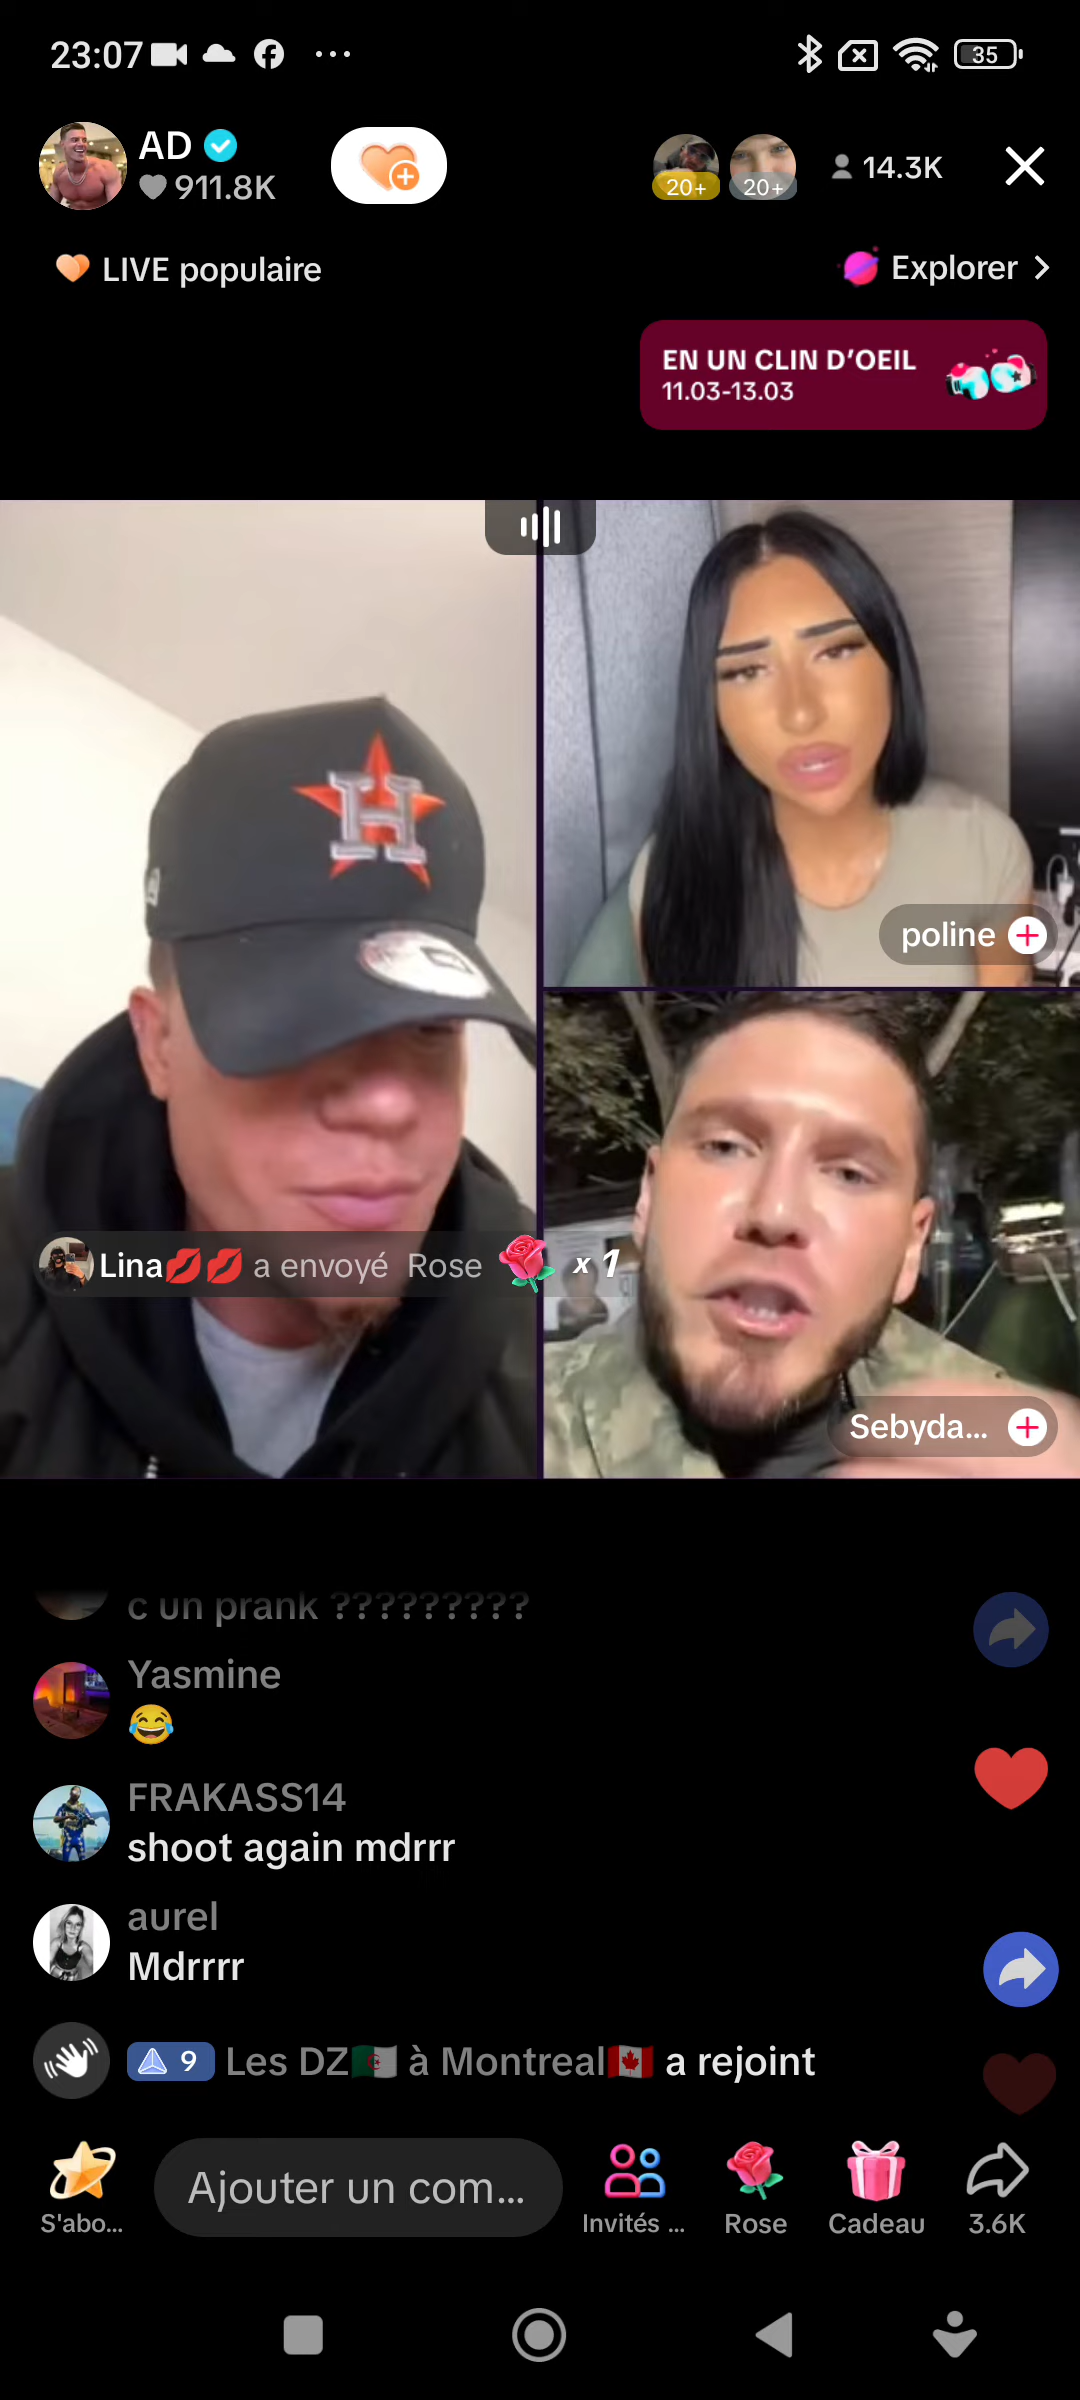 23:07
35
AD
911.8K
20+
20+
14.3K
LIVE populaire
Explorer
EN UN CLIN D’OEIL
11.03-13.03
H
poline
Lina💋💋 a envoyé Rose x 1
Sebyda...
c un prank ?????????
Yasmine
😂
FRAKASS14
shoot again mdrrr
aurel
Mdrrrr
9 Les DZ🇩🇿 à Montreal🇨🇦 a rejoint
Ajouter un com...
S'abo...
Invités ...
Rose
Cadeau
3.6K